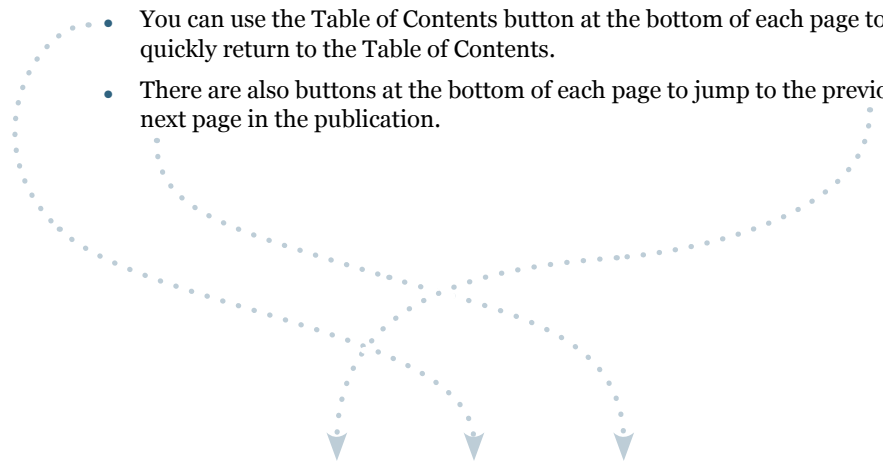 • You can use the Table of Contents button at the bottom of each page to
quickly return to the Table of Contents.
• There are also buttons at the bottom of each page to jump to the
next page in the publication.